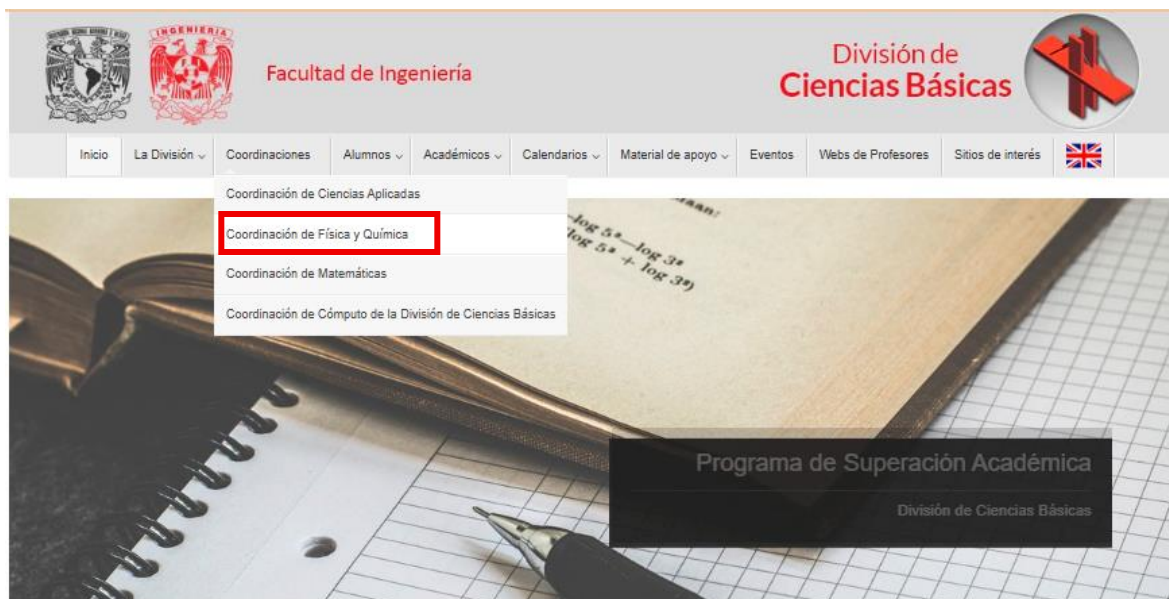 INGENIERIA
Facultad de Ingeniería
División de
Ciencias Básicas
Inicio La División Coordinaciones Alumnos Académicos Calendarios Material de apoyo Eventos Webs de Profesores Sitios de interés
Coordinación de Ciencias Aplicadas
Coordinación de Física y Química
Coordinación de Matemáticas
Coordinación de Cómputo de la División de Ciencias Básicas
Programa de Superación Académica
División de Ciencias Básicas